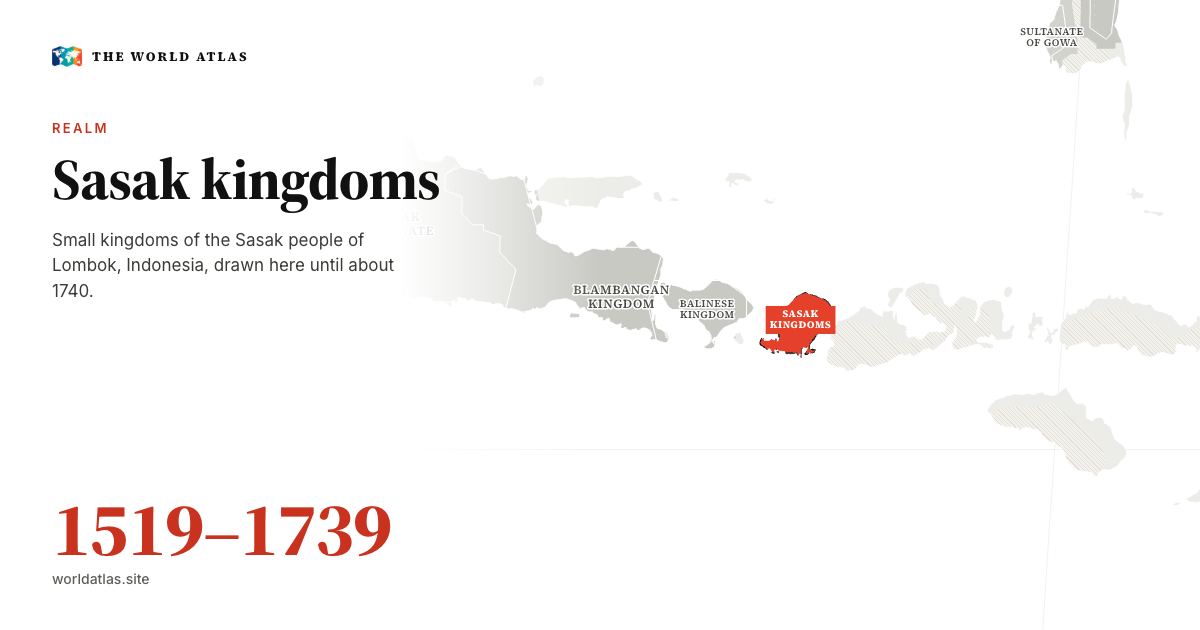 THE WORLD ATLAS
REALM
Sasak kingdoms
Small kingdoms of the Sasak people of
Lombok, Indonesia, drawn here until about
1740.
1519–1739
worldatlas.site
SULTANATE
OF GOWA
BLAMBANGAN
KINGDOM
BALINESE
KINGDOM
SASAK
KINGDOMS